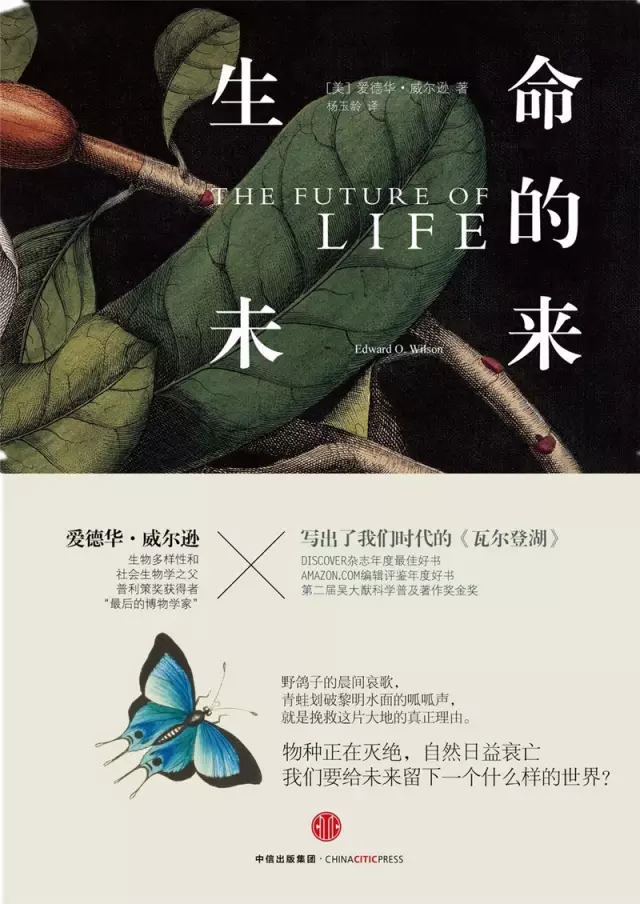 生命的未来
[美] 爱德华·威尔逊 著
杨玉龄 译
THE FUTURE OF
LIFE
Edward O. Wilson
爱德华·威尔逊
生物多样性和
社会生物学之父
普利策奖获得者
“最后的博物学家”
写出了我们时代的《瓦尔登湖》
DISCOVER杂志年度最佳好书
AMAZON.COM编辑评鉴年度好书
第二届吴大猷科学普及著作奖金奖
野鸽子的晨间哀歌，
青蛙划破黎明水面的呱呱声，
就是挽救这片大地的真正理由。
物种正在灭绝，自然日益衰亡
我们要给未来留下一个什么样的世界？
中信出版集团·CHINACITICPRESS